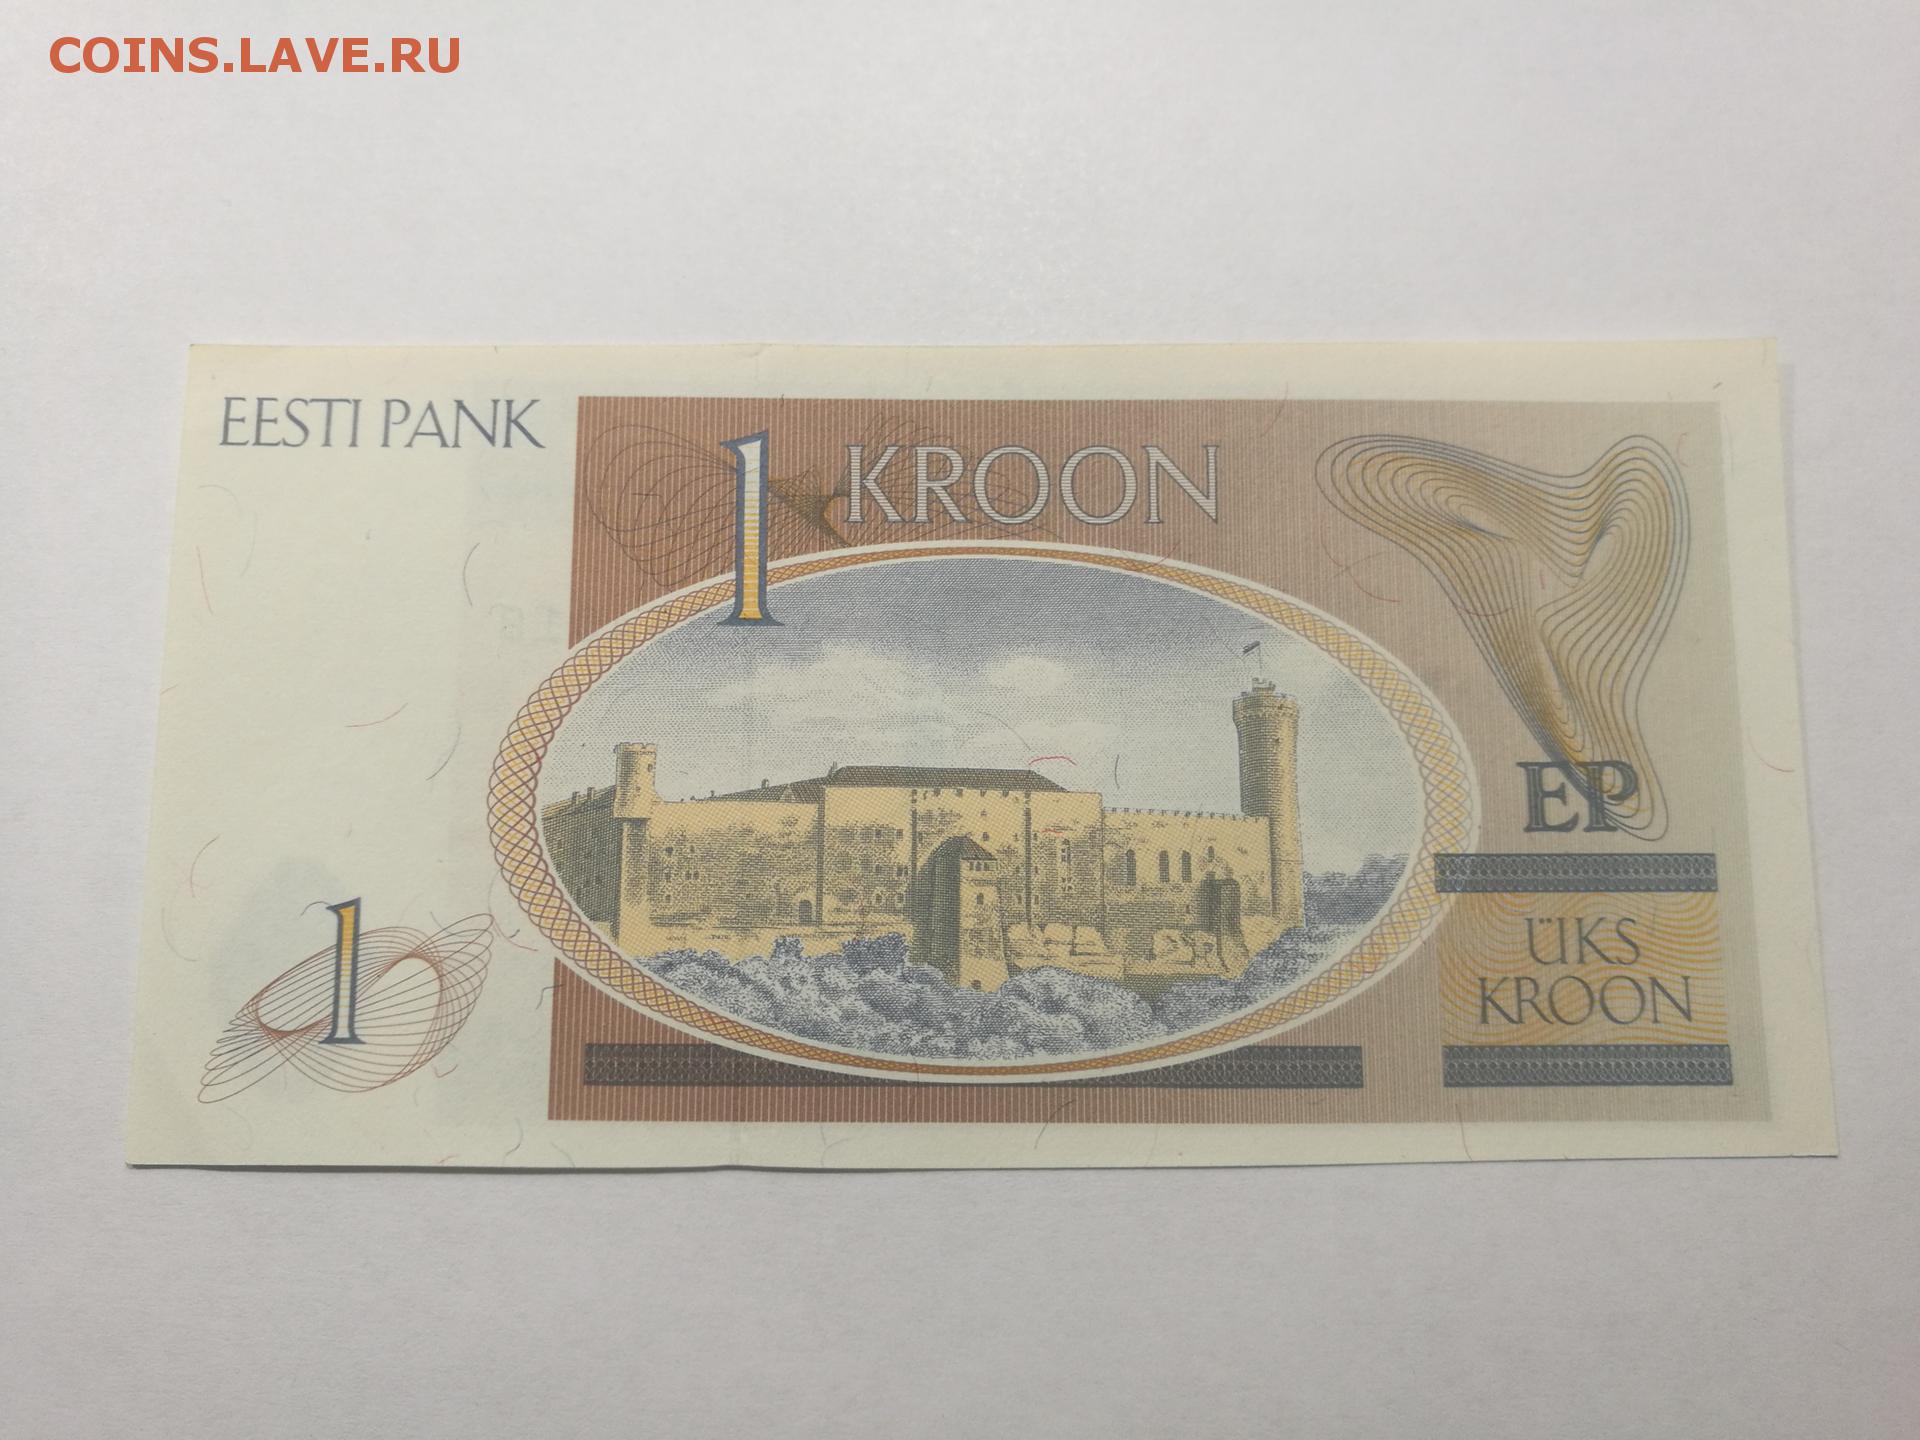 COINS.LAVE.RU
EESTI PANK
1 KROON
EP
1
ÜKS
KROON